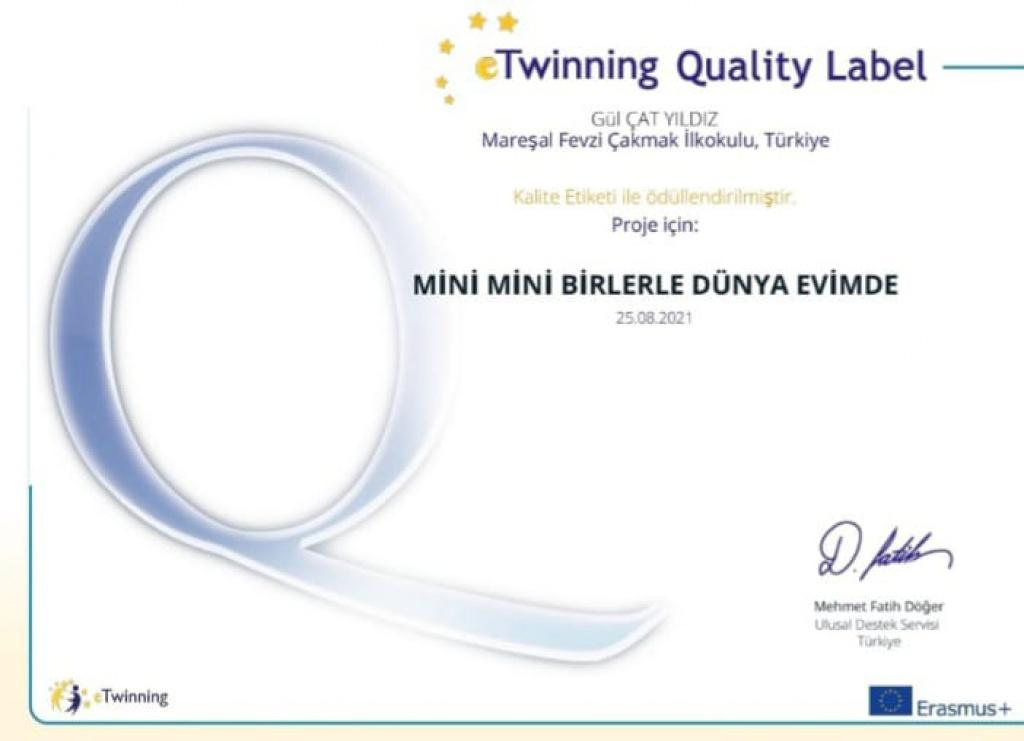 eTwinning Quality Label
Gül ÇAT YILDIZ
Mareşal Fevzi Çakmak İlkokulu, Türkiye
Kalite Etiketi ile ödüllendirilmiştir.
Proje için:
MİNİ MİNİ BİRLERLE DÜNYA EVİMDE
25.08.2021
D. fatih
Mehmet Fatih Döğer
Ulusal Destek Servisi
Türkiye
eTwinning
Erasmus+